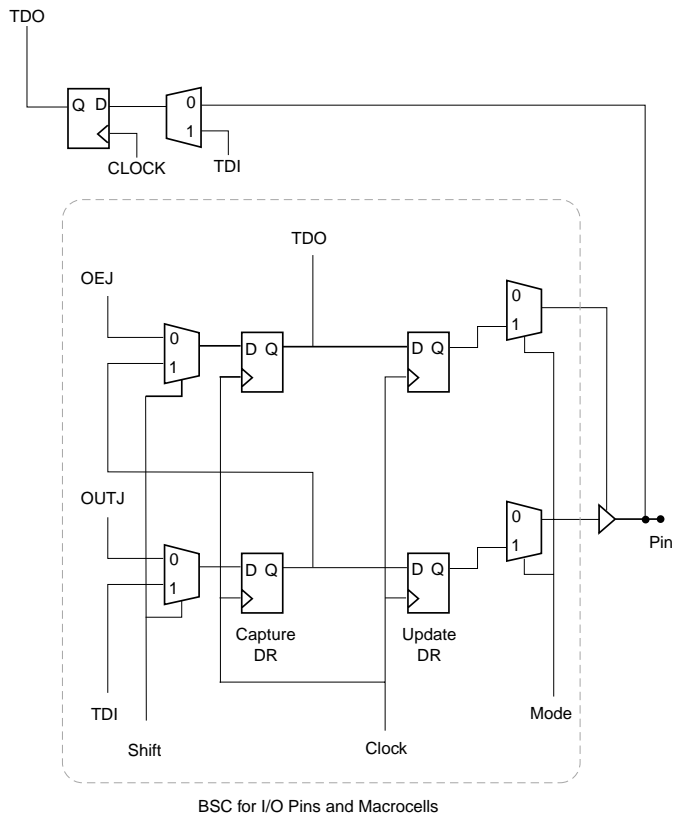 TDO
Q D
0
1
CLOCK
TDI
TDO
OEJ
0
1
D Q
D Q
0
1
OUTJ
0
1
D Q
D Q
0
1
Pin
Capture
DR
Update
DR
TDI
Shift
Clock
Mode
BSC for I/O Pins and Macrocells